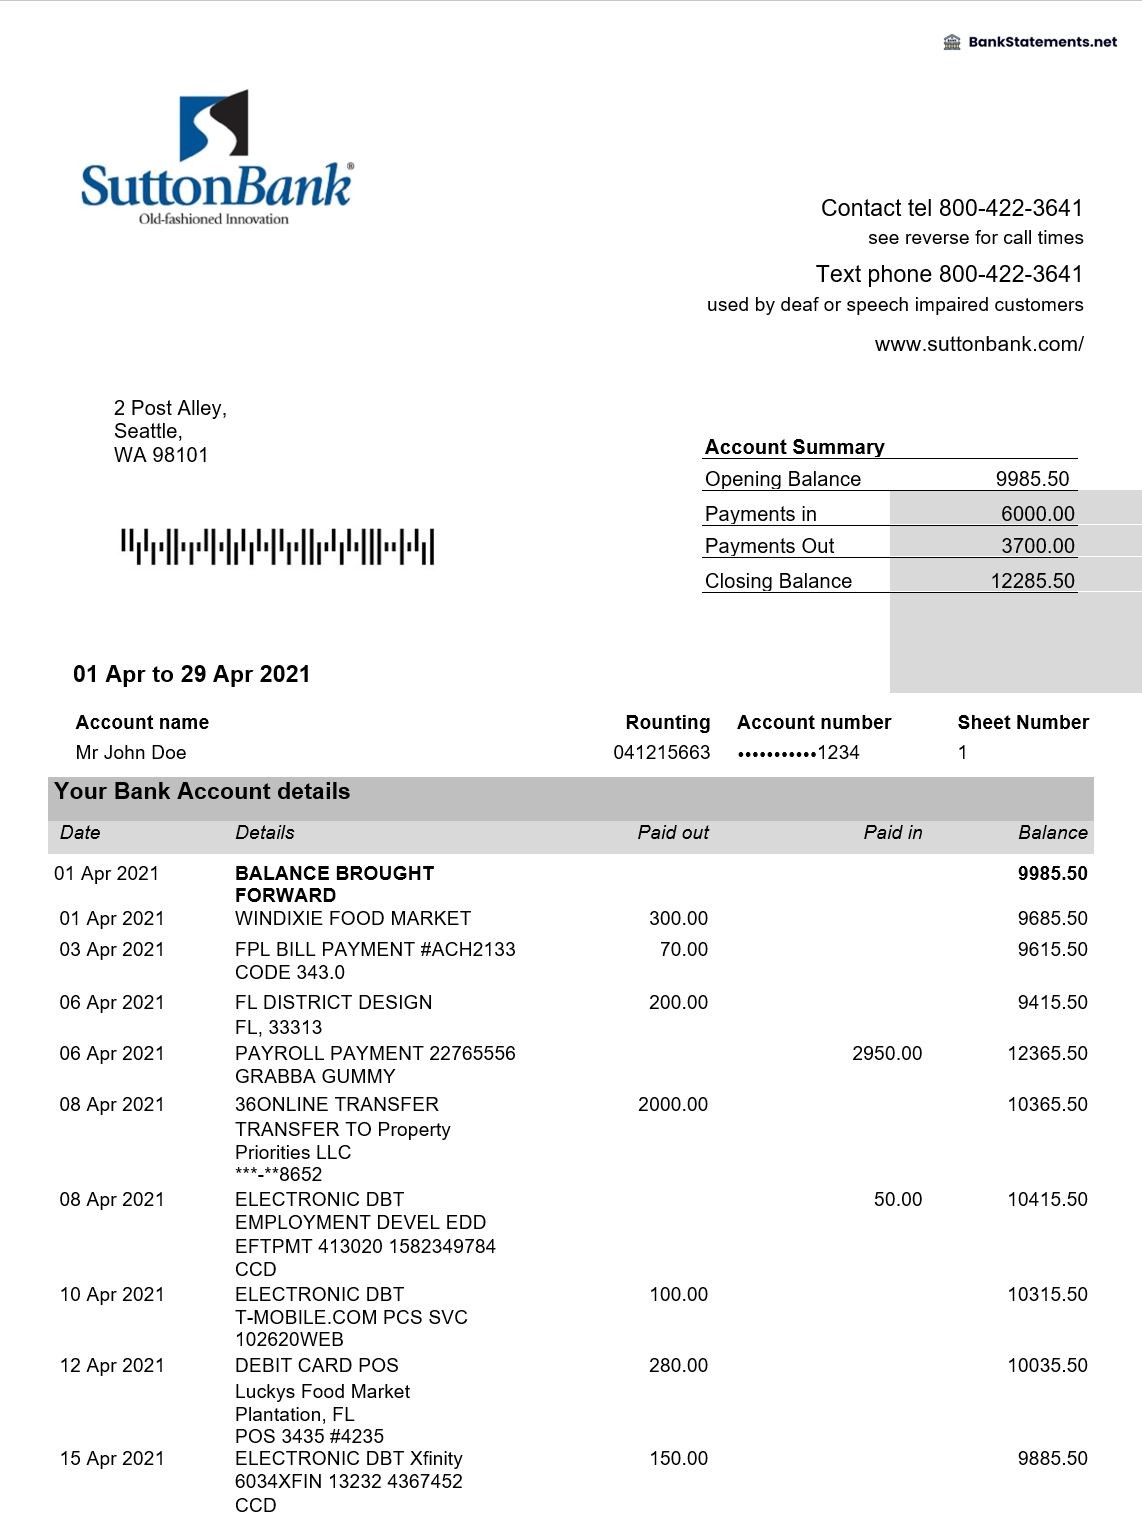 BankStatements.net
SuttonBank®
Old-fashioned Innovation
Contact tel 800-422-3641
see reverse for call times
Text phone 800-422-3641
used by deaf or speech impaired customers
www.suttonbank.com/
2 Post Alley,
Seattle,
WA 98101
Account Summary
Opening Balance 9985.50
Payments in 6000.00
Payments Out 3700.00
Closing Balance 12285.50
01 Apr to 29 Apr 2021
Account name Rounting Account number Sheet Number
Mr John Doe 041215663 •••••••••••1234 1
Your Bank Account details
Date Details Paid out Paid in Balance
01 Apr 2021 BALANCE BROUGHT 9985.50
FORWARD
01 Apr 2021 WINDIXIE FOOD MARKET 300.00 9685.50
03 Apr 2021 FPL BILL PAYMENT #ACH2133 70.00 9615.50
CODE 343.0
06 Apr 2021 FL DISTRICT DESIGN 200.00 9415.50
FL, 33313
06 Apr 2021 PAYROLL PAYMENT 22765556 2950.00 12365.50
GRABBA GUMMY
08 Apr 2021 36ONLINE TRANSFER 2000.00 10365.50
TRANSFER TO Property
Priorities LLC
***-**8652
08 Apr 2021 ELECTRONIC DBT 50.00 10415.50
EMPLOYMENT DEVEL EDD
EFTPMT 413020 1582349784
CCD
10 Apr 2021 ELECTRONIC DBT 100.00 10315.50
T-MOBILE.COM PCS SVC
102620WEB
12 Apr 2021 DEBIT CARD POS 280.00 10035.50
Luckys Food Market
Plantation, FL
POS 3435 #4235
15 Apr 2021 ELECTRONIC DBT Xfinity 150.00 9885.50
6034XFIN 13232 4367452
CCD